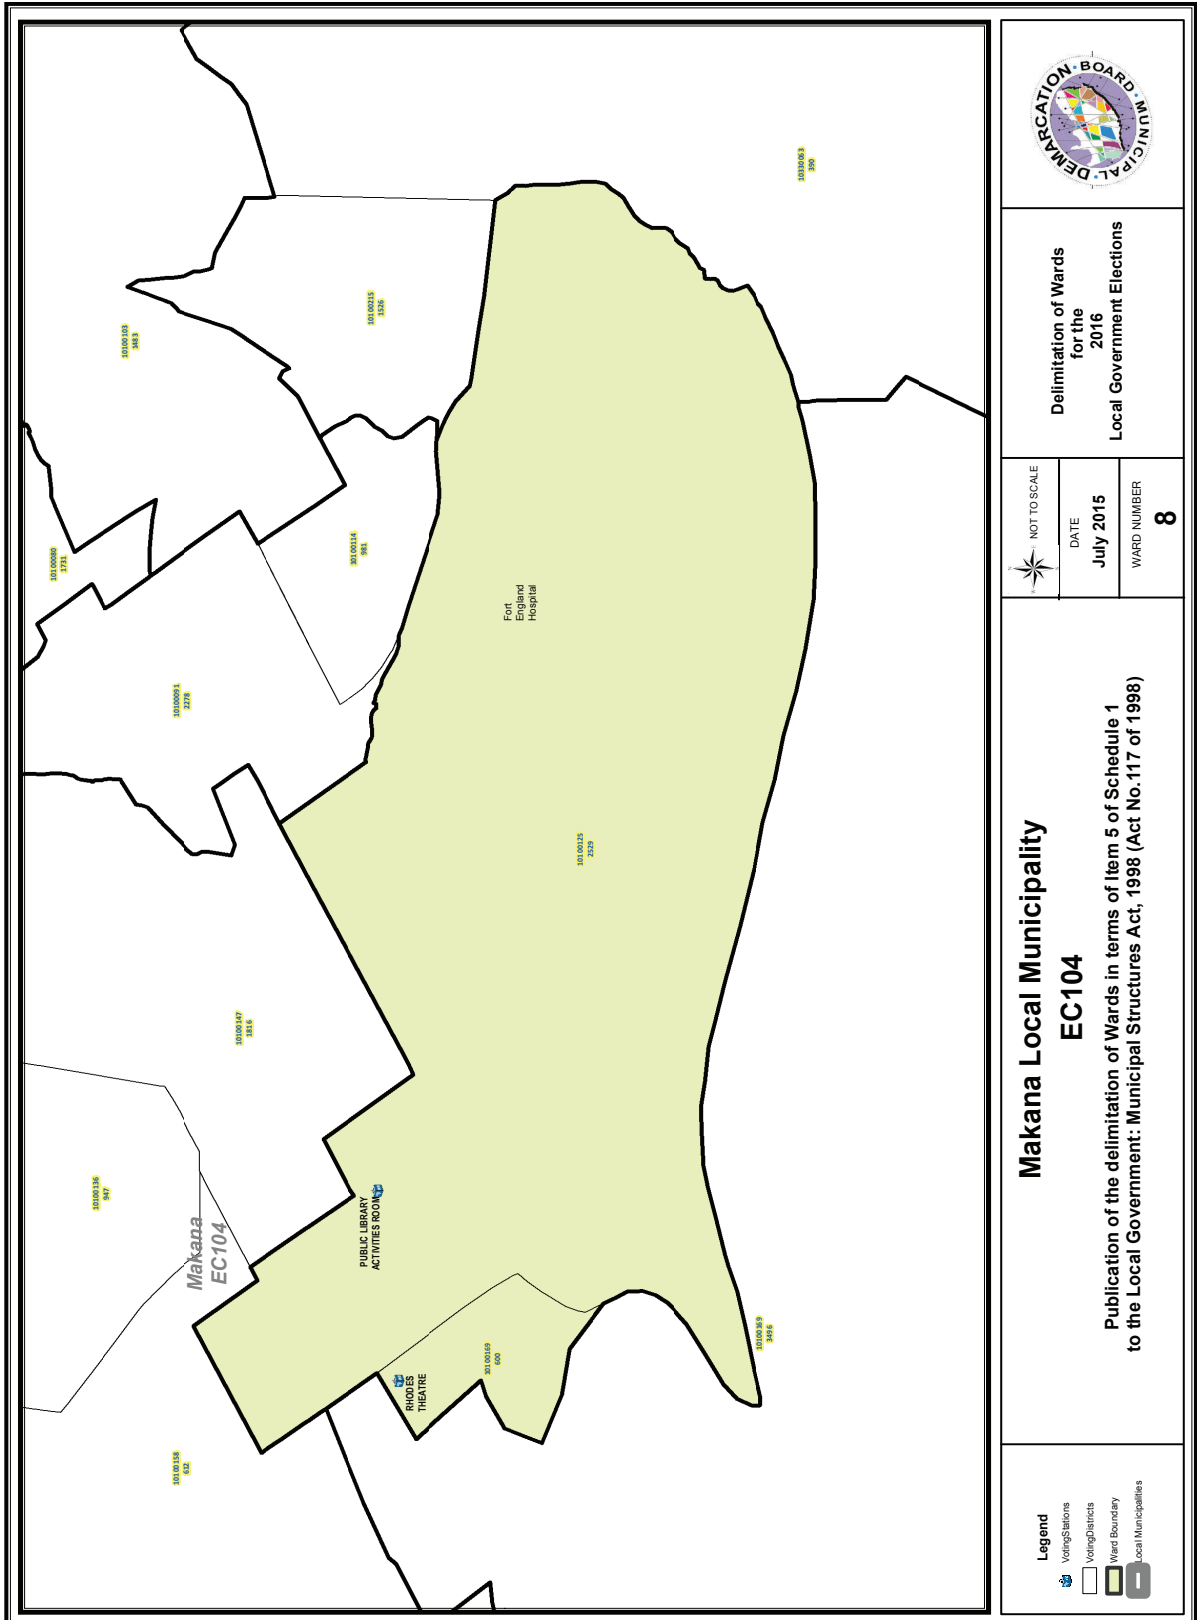 10100103
3483
10100080
1731
10100215
1526
10330063
390
10100114
981
10100091
2278
Fort
England
Hospital
10100125
2529
10100147
1816
10100136
947
Makana
EC104
PUBLIC LIBRARY
ACTIVITIES ROOM
10100169
600
RHODES
THEATRE
10100369
3496
10100158
612
Legend
VotingStations
VotingDistricts
Ward Boundary
Local Municipalities
Makana Local Municipality
EC104
Publication of the delimitation of Wards in terms of Item 5 of Schedule 1
to the Local Government: Municipal Structures Act, 1998 (Act No.117 of 1998)
NOT TO SCALE
DATE
July 2015
WARD NUMBER
8
Delimitation of Wards
for the
2016
Local Government Elections
MUNICIPAL · DEMARCATION · BOARD